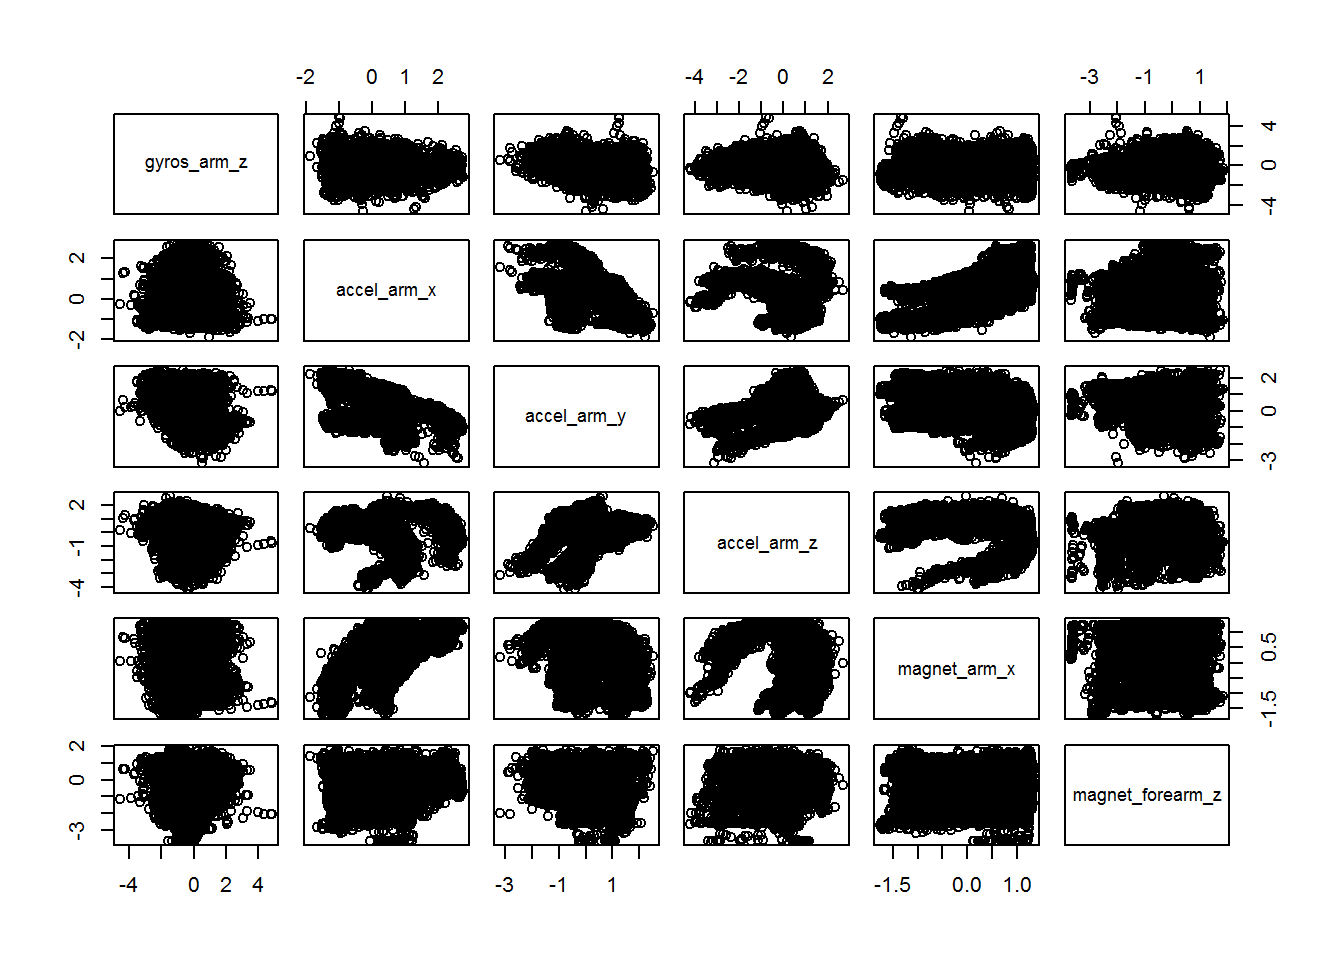 -2 0 1 2 -4 -2 0 2 -3 -1 1
gyros_arm_z 4 0 -4
2 0 -2 accel_arm_x
accel_arm_y 2 0 -3
2 -1 -4 accel_arm_z
magnet_arm_x 0.5 -1.5
2 0 -3 magnet_forearm_z
-4 0 2 4 -3 -1 1 -1.5 0.0 1.0